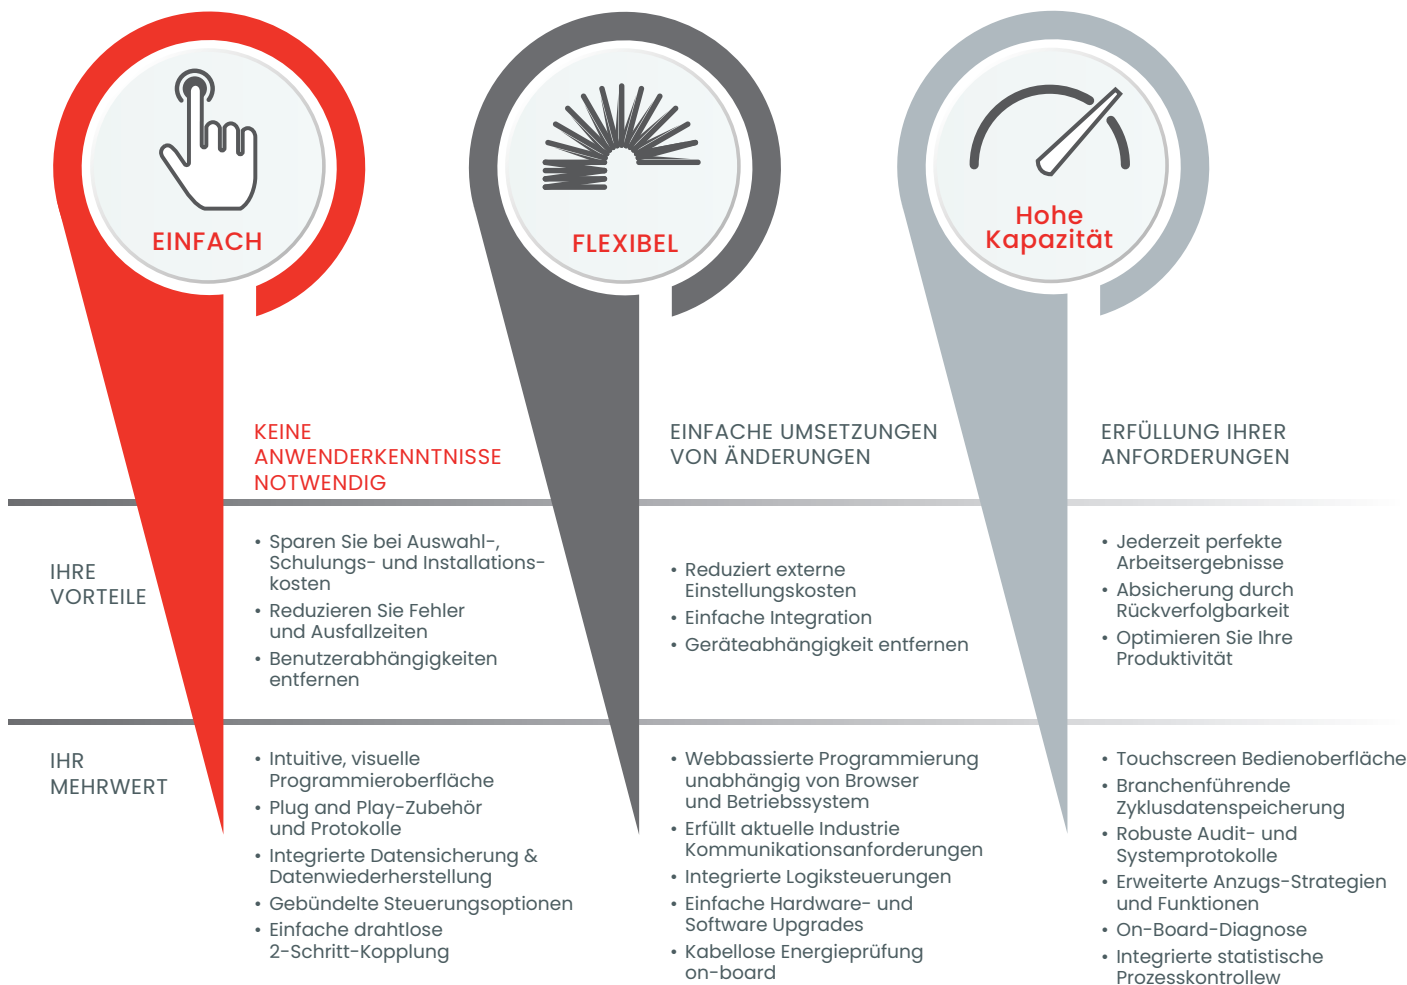 EINFACH
FLEXIBEL
Hohe
Kapazität
KEINE
ANWENDERKENNTNISSE
NOTWENDIG
EINFACHE UMSETZUNGEN
VON ÄNDERUNGEN
ERFÜLLUNG IHRER
ANFORDERUNGEN
IHRE
VORTEILE
• Sparen Sie bei Auswahl-,
Schulungs- und Installations-
kosten
• Reduzieren Sie Fehler
und Ausfallzeiten
• Benutzerabhängigkeiten
entfernen
• Reduziert externe
Einstellungskosten
• Einfache Integration
• Geräteabhängigkeit entfernen
• Jederzeit perfekte
Arbeitsergebnisse
• Absicherung durch
Rückverfolgbarkeit
• Optimieren Sie Ihre
Produktivität
IHR
MEHRWERT
• Intuitive, visuelle
Programmieroberfläche
• Plug and Play-Zubehör
und Protokolle
• Integrierte Datensicherung &
Datenwiederherstellung
• Gebündelte Steuerungsoptionen
• Einfache drahtlose
2-Schritt-Kopplung
• Webbassierte Programmierung
unabhängig von Browser
und Betriebssystem
• Erfüllt aktuelle Industrie
Kommunikationsanforderungen
• Integrierte Logiksteuerungen
• Einfache Hardware- und
Software Upgrades
• Kabellose Energieprüfung
on-board
• Touchscreen Bedienoberfläche
• Branchenführende
Zyklusdatenspeicherung
• Robuste Audit- und
Systemprotokolle
• Erweiterte Anzugs-Strategien
und Funktionen
• On-Board-Diagnose
• Integrierte statistische
Prozesskontrollew